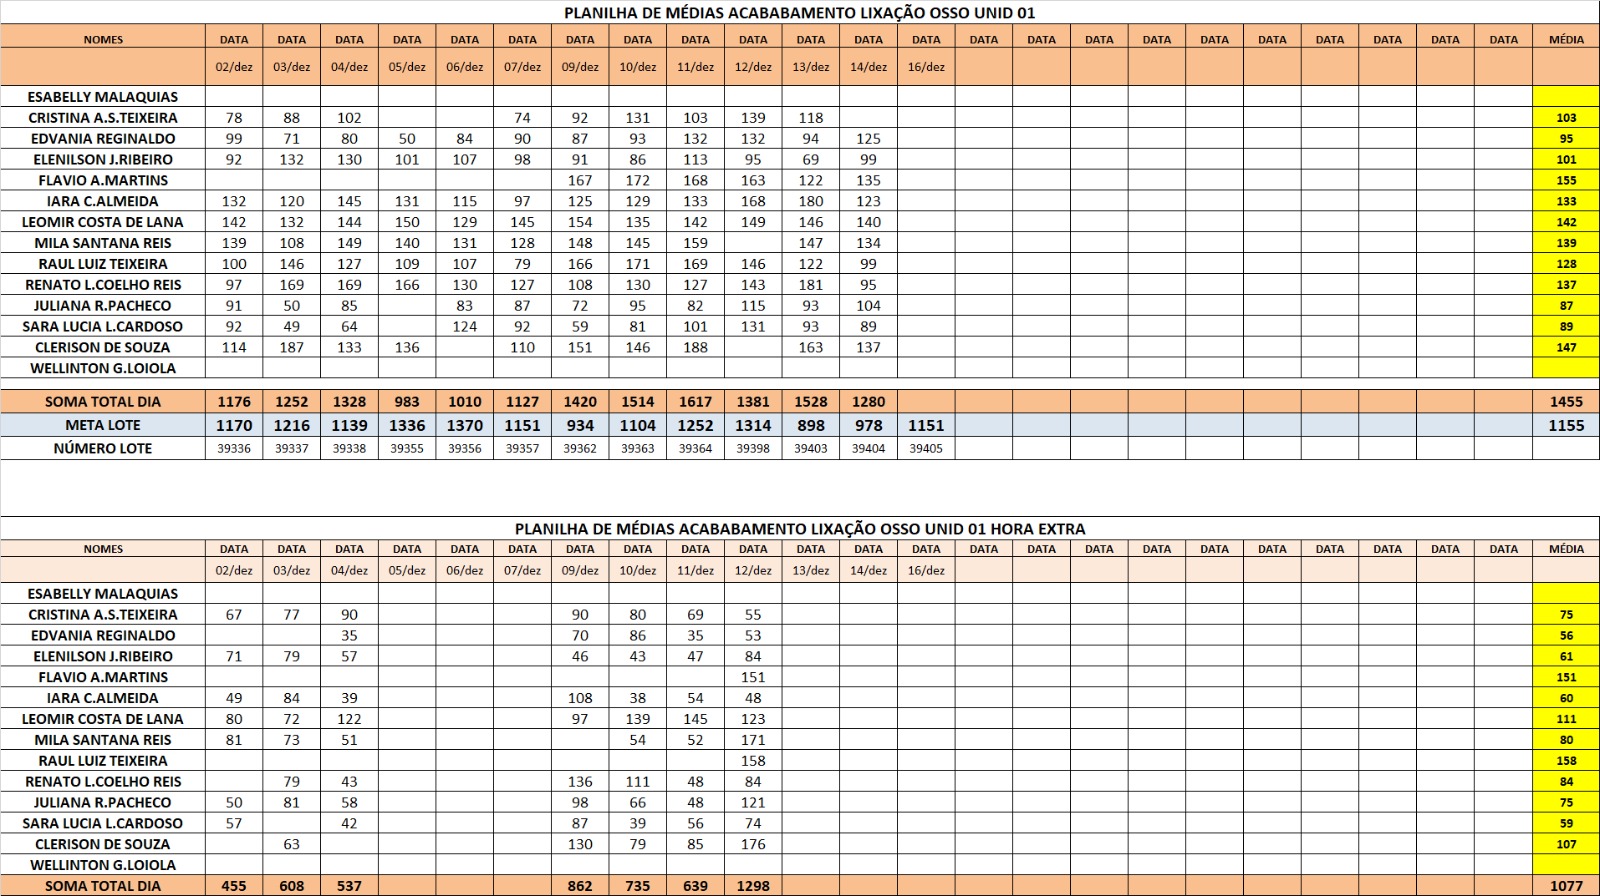 PLANILHA DE MÉDIAS ACABABAMENTO LIXAÇÃO OSSO UNID 01
NOMES DATA DATA DATA DATA DATA DATA DATA DATA DATA DATA DATA DATA DATA DATA DATA DATA DATA DATA DATA DATA DATA DATA DATA MÉDIA
02/dez 03/dez 04/dez 05/dez 06/dez 07/dez 09/dez 10/dez 11/dez 12/dez 13/dez 14/dez 16/dez
ESABELLY MALAQUIAS
CRISTINA A.S.TEIXEIRA 78 88 102 74 92 131 103 139 118 103
EDVANIA REGINALDO 99 71 80 50 84 90 87 93 132 132 94 125 95
ELENILSON J.RIBEIRO 92 132 130 101 107 98 91 86 113 95 69 99 101
FLAVIO A.MARTINS 167 172 168 163 122 135 155
IARA C.ALMEIDA 132 120 145 131 115 97 125 129 133 168 180 123 133
LEOMIR COSTA DE LANA 142 132 144 150 129 145 154 135 142 149 146 140 142
MILA SANTANA REIS 139 108 149 140 131 128 148 145 159 147 134 139
RAUL LUIZ TEIXEIRA 100 146 127 109 107 79 166 171 169 146 122 99 128
RENATO L.COELHO REIS 97 169 169 166 130 127 108 130 127 143 181 95 137
JULIANA R.PACHECO 91 50 85 83 87 72 95 82 115 93 104 87
SARA LUCIA L.CARDOSO 92 49 64 124 92 59 81 101 131 93 89 89
CLERISON DE SOUZA 114 187 133 136 110 151 146 188 163 137 147
WELLINTON G.LOIOLA
SOMA TOTAL DIA 1176 1252 1328 983 1010 1127 1420 1514 1617 1381 1528 1280 1455
META LOTE 1170 1216 1139 1336 1370 1151 934 1104 1252 1314 898 978 1151 1155
NÚMERO LOTE 39336 39337 39338 39355 39356 39357 39362 39363 39364 39398 39403 39404 39405
PLANILHA DE MÉDIAS ACABABAMENTO LIXAÇÃO OSSO UNID 01 HORA EXTRA
NOMES DATA DATA DATA DATA DATA DATA DATA DATA DATA DATA DATA DATA DATA DATA DATA DATA DATA DATA DATA DATA DATA DATA DATA MÉDIA
02/dez 03/dez 04/dez 05/dez 06/dez 07/dez 09/dez 10/dez 11/dez 12/dez 13/dez 14/dez 16/dez
ESABELLY MALAQUIAS
CRISTINA A.S.TEIXEIRA 67 77 90 90 80 69 55 75
EDVANIA REGINALDO 35 70 86 35 53 56
ELENILSON J.RIBEIRO 71 79 57 46 43 47 84 61
FLAVIO A.MARTINS 151 151
IARA C.ALMEIDA 49 84 39 108 38 54 48 60
LEOMIR COSTA DE LANA 80 72 122 97 139 145 123 111
MILA SANTANA REIS 81 73 51 54 52 171 80
RAUL LUIZ TEIXEIRA 158 158
RENATO L.COELHO REIS 79 43 136 111 48 84 84
JULIANA R.PACHECO 50 81 58 98 66 48 121 75
SARA LUCIA L.CARDOSO 57 42 87 39 56 74 59
CLERISON DE SOUZA 63 130 79 85 176 107
WELLINTON G.LOIOLA
SOMA TOTAL DIA 455 608 537 862 735 639 1298 1077